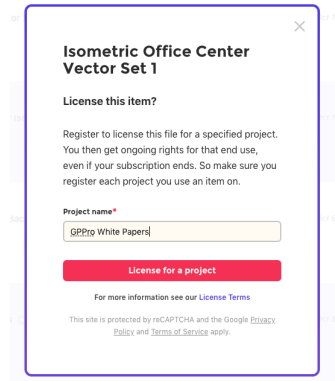 Isometric Office Center
Vector Set 1
License this item?
Register to license this file for a specified project.
You then get ongoing rights for that end use,
even if your subscription ends. So make sure you
register each project you use an item on.
Project name*
GPPro White Papers
License for a project
For more information see our License Terms
This site is protected by reCAPTCHA and the Google Privacy
Policy and Terms of Service apply.